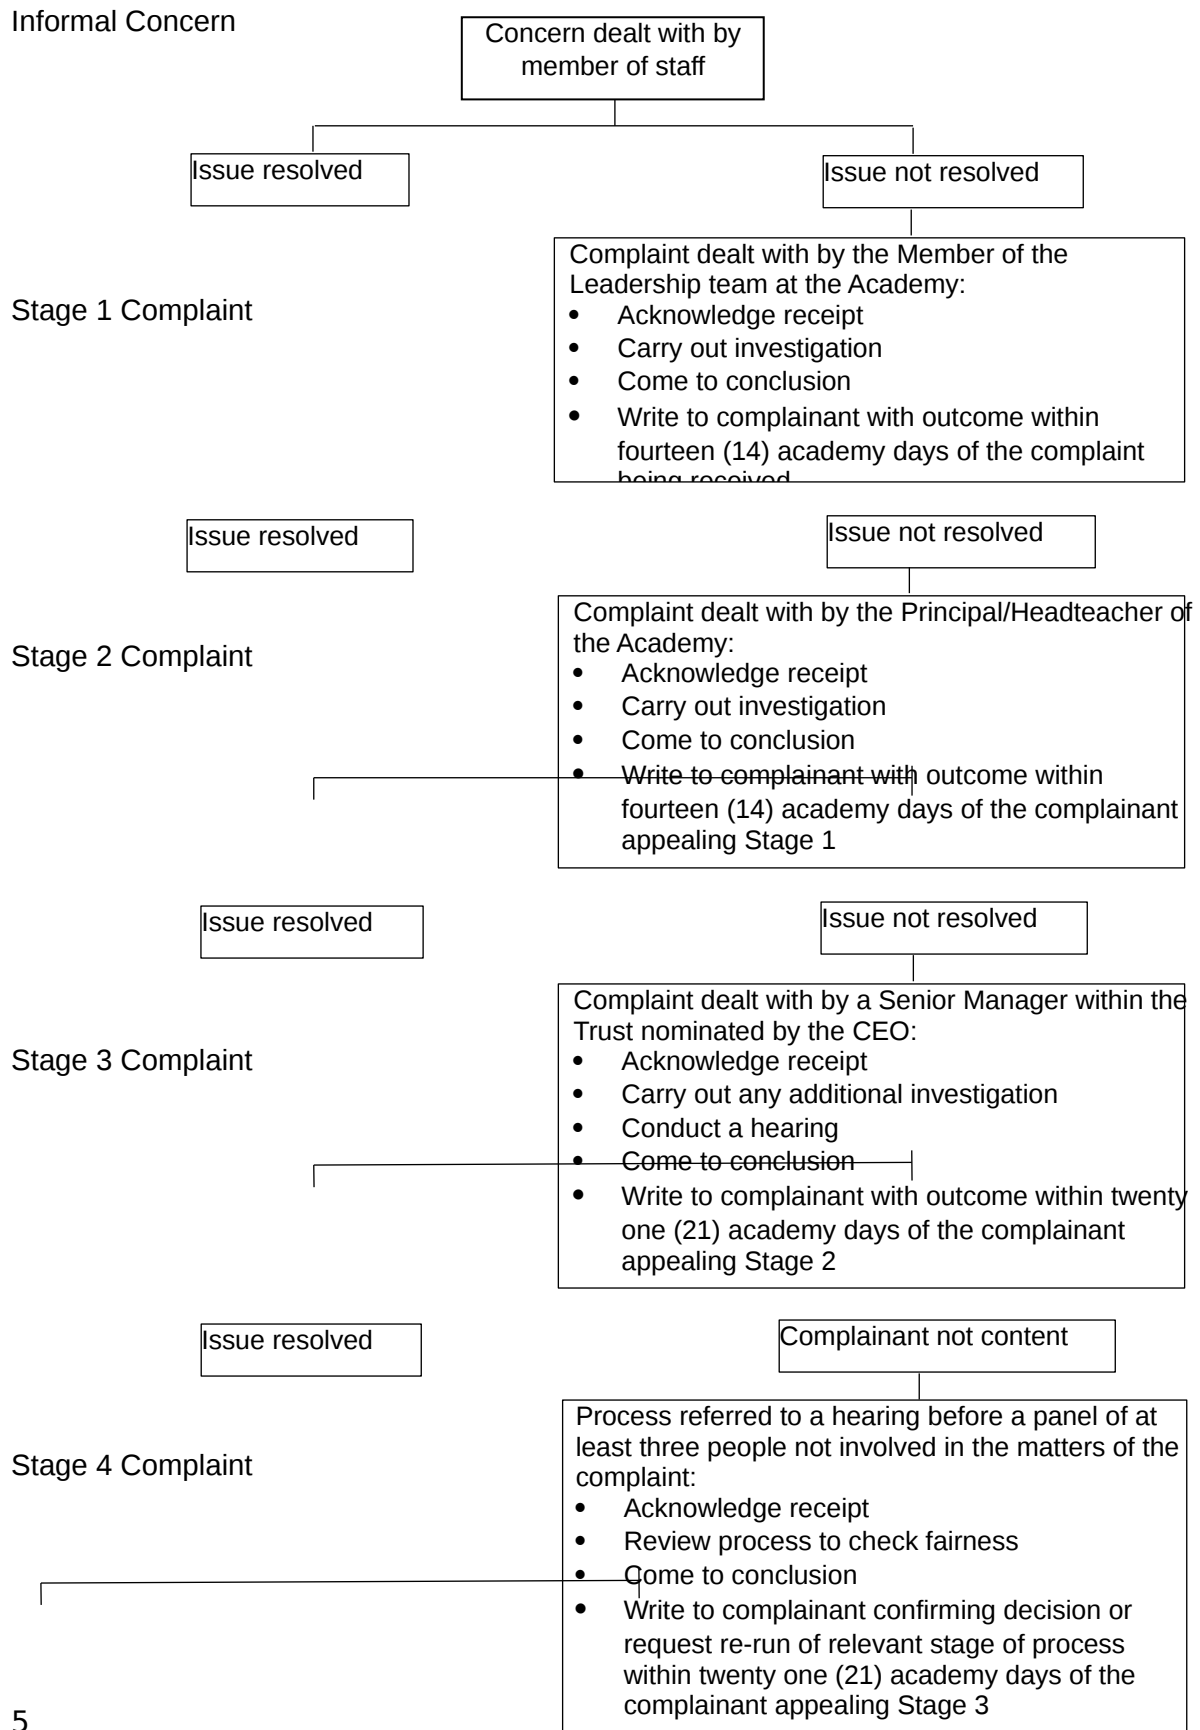 Informal Concern
Concern dealt with by
member of staff
Issue resolved
Issue not resolved
Stage 1 Complaint
Complaint dealt with by the Member of the
Leadership team at the Academy:
• Acknowledge receipt
• Carry out investigation
• Come to conclusion
• Write to complainant with outcome within
fourteen (14) academy days of the complaint
being received
Issue resolved
Issue not resolved
Stage 2 Complaint
Complaint dealt with by the Principal/Headteacher of
the Academy:
• Acknowledge receipt
• Carry out investigation
• Come to conclusion
• Write to complainant with outcome within
fourteen (14) academy days of the complainant
appealing Stage 1
Issue resolved
Issue not resolved
Stage 3 Complaint
Complaint dealt with by a Senior Manager within the
Trust nominated by the CEO:
• Acknowledge receipt
• Carry out any additional investigation
• Conduct a hearing
• Come to conclusion
• Write to complainant with outcome within twenty
one (21) academy days of the complainant
appealing Stage 2
Issue resolved
Complainant not content
Stage 4 Complaint
Process referred to a hearing before a panel of at
least three people not involved in the matters of the
complaint:
• Acknowledge receipt
• Review process to check fairness
• Come to conclusion
• Write to complainant confirming decision or
request re-run of relevant stage of process
within twenty one (21) academy days of the
complainant appealing Stage 3
5